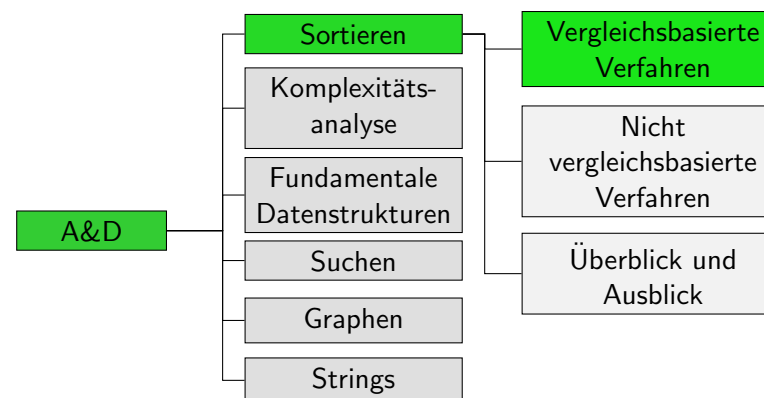 A&D
Sortieren
Komplexitäts-
analyse
Fundamentale
Datenstrukturen
Suchen
Graphen
Strings
Vergleichsbasierte
Verfahren
Nicht
vergleichsbasierte
Verfahren
Überblick und
Ausblick